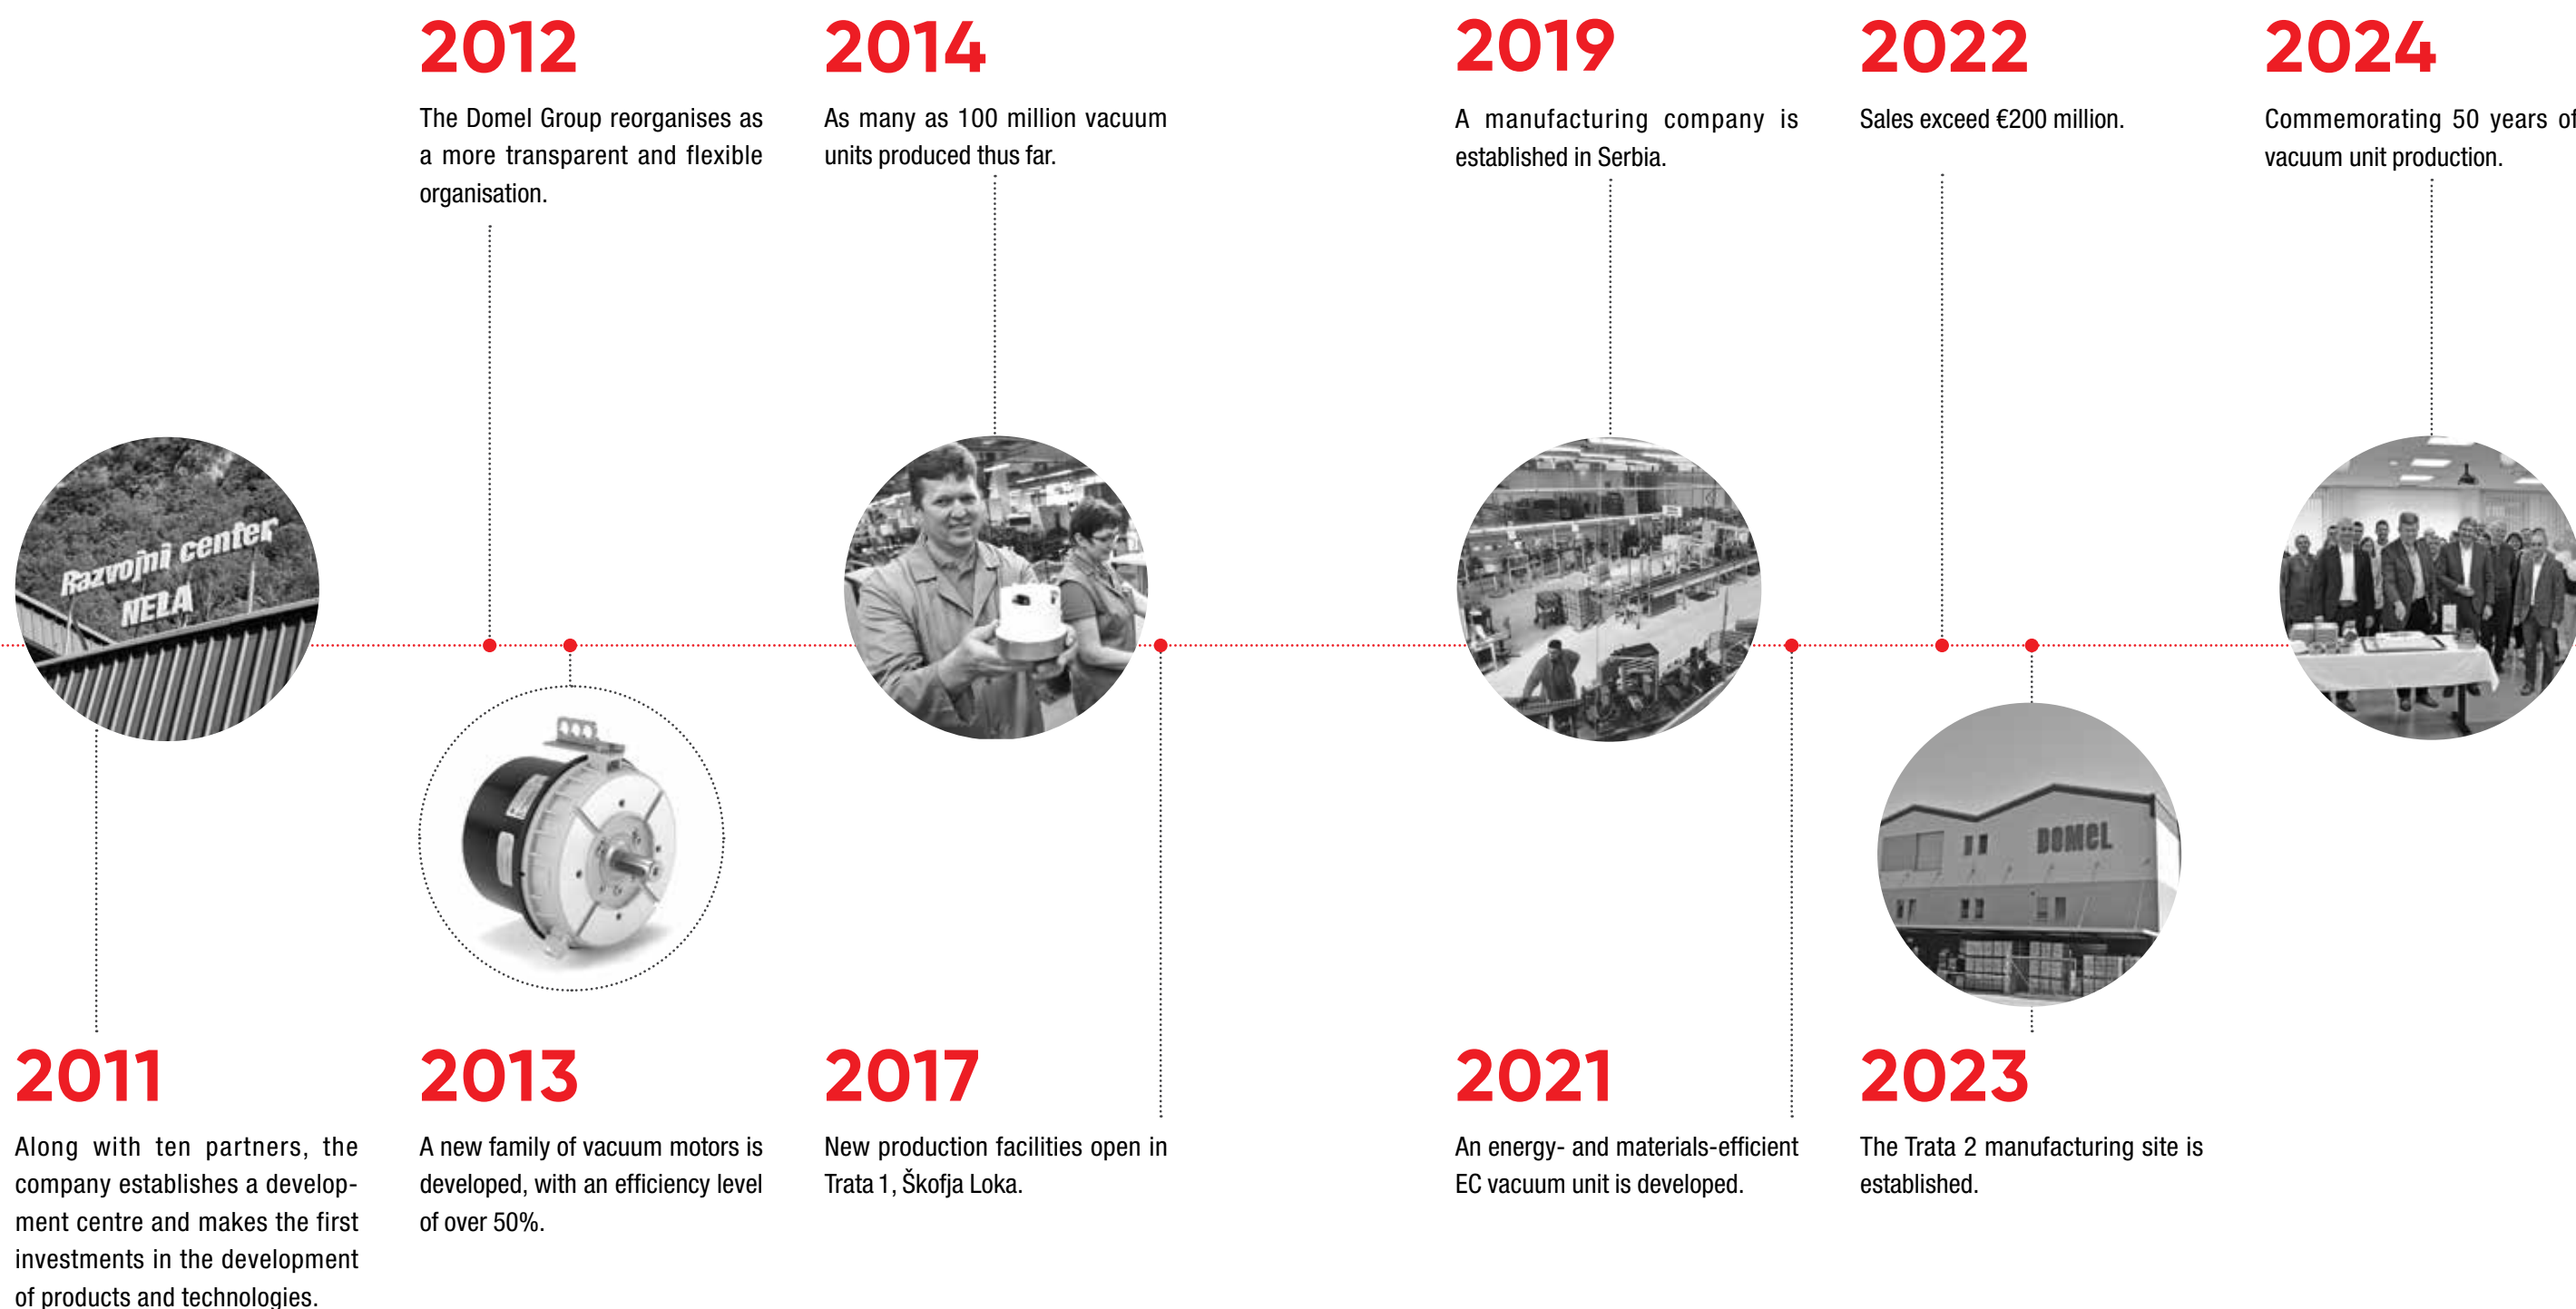 2012
The Domel Group reorganises as
a more transparent and flexible
organisation.
2014
As many as 100 million vacuum
units produced thus far.
2019
A manufacturing company is
established in Serbia.
2022
Sales exceed €200 million.
2024
Commemorating 50 years of
vacuum unit production.
Razvojni center
NELA
DOMEL
2011
Along with ten partners, the
company establishes a develop-
ment centre and makes the first
investments in the development
of products and technologies.
2013
A new family of vacuum motors is
developed, with an efficiency level
of over 50%.
2017
New production facilities open in
Trata 1, Škofja Loka.
2021
An energy- and materials-efficient
EC vacuum unit is developed.
2023
The Trata 2 manufacturing site is
established.